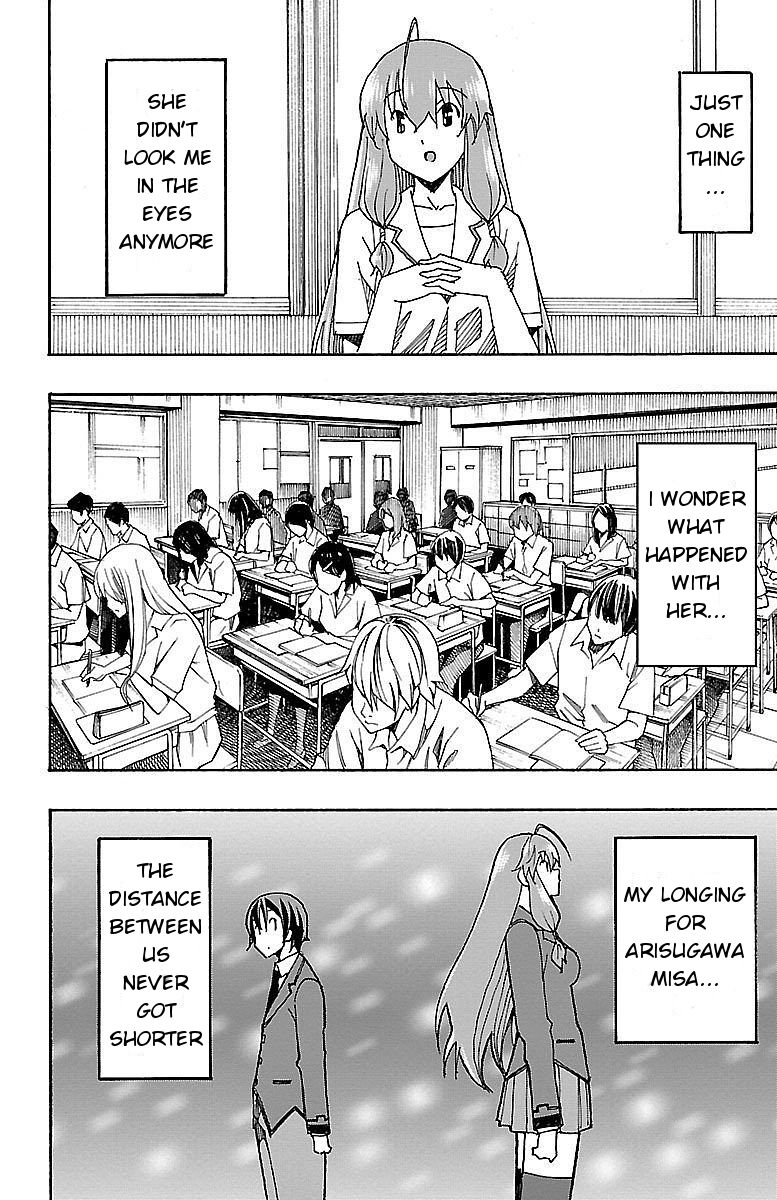 JUST
ONE
THING
...
SHE
DIDN'T
LOOK ME
IN THE
EYES
ANYMORE
I WONDER
WHAT
HAPPENED
WITH
HER...
MY LONGING
FOR
ARISUGAWA
MISA...
THE
DISTANCE
BETWEEN
US
NEVER
GOT
SHORTER